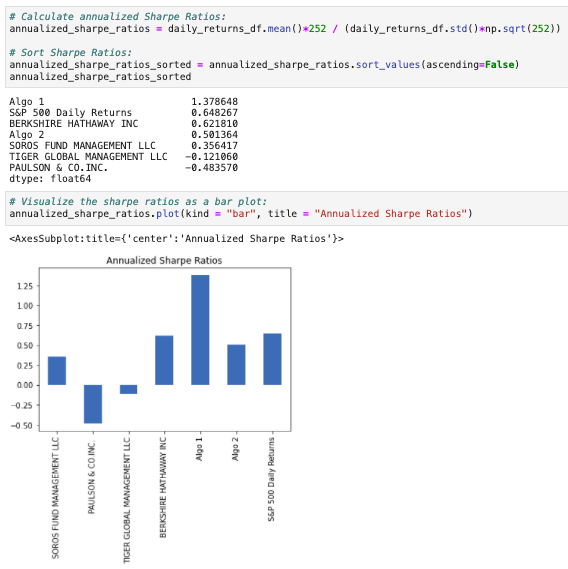 # Calculate annualized Sharpe Ratios:
annualized_sharpe_ratios = daily_returns_df.mean()*252 / (daily_returns_df.std()*np.sqrt(252))
# Sort Sharpe Ratios:
annualized_sharpe_ratios_sorted = annualized_sharpe_ratios.sort_values(ascending=False)
annualized_sharpe_ratios_sorted
Algo 1 1.378648
S&P 500 Daily Returns 0.648267
BERKSHIRE HATHAWAY INC 0.621810
Algo 2 0.501364
SOROS FUND MANAGEMENT LLC 0.356417
TIGER GLOBAL MANAGEMENT LLC -0.121060
PAULSON & CO.INC. -0.483570
dtype: float64
# Visualize the sharpe ratios as a bar plot:
annualized_sharpe_ratios.plot(kind = "bar", title = "Annualized Sharpe Ratios")
<AxesSubplot:title={'center':'Annualized Sharpe Ratios'}>
Annualized Sharpe Ratios
1.25
1.00
0.75
0.50
0.25
0.00
−0.25
−0.50
SOROS FUND MANAGEMENT LLC
PAULSON & CO.INC.
TIGER GLOBAL MANAGEMENT LLC
BERKSHIRE HATHAWAY INC
Algo 1
Algo 2
S&P 500 Daily Returns